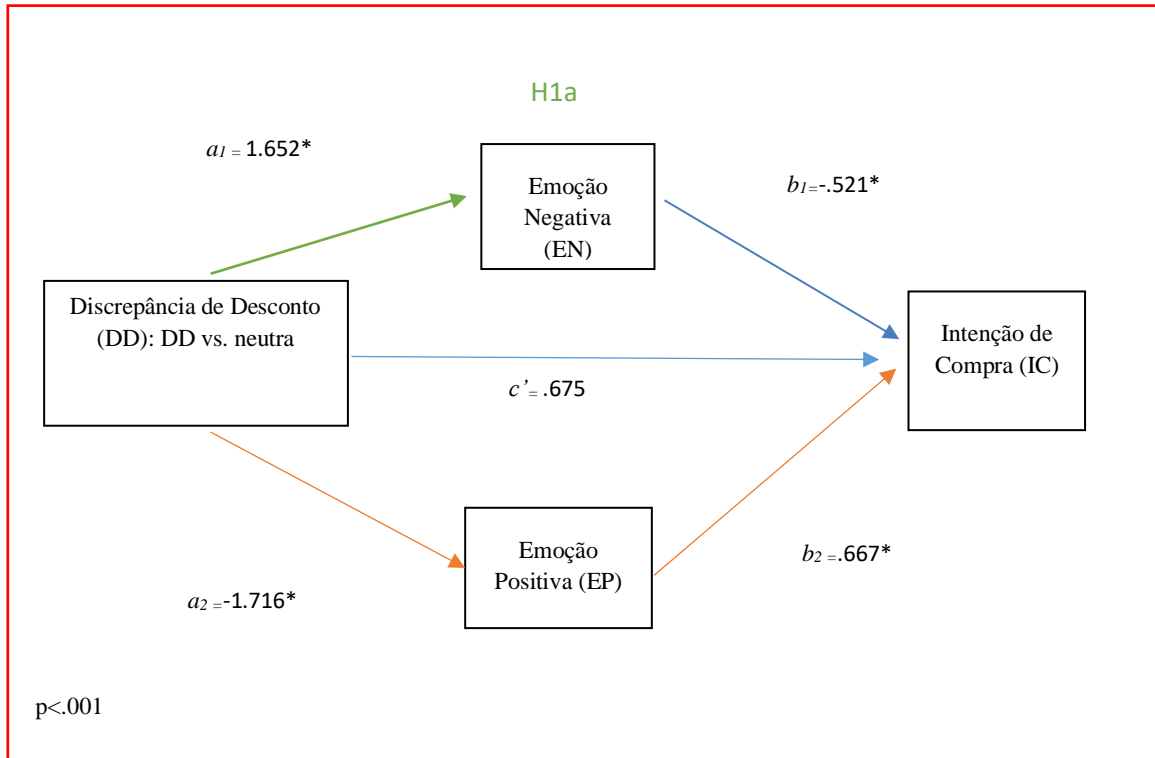 H1a
a1 = 1.652*
Emoção
Negativa
(EN)
b1=-.521*
Discrepância de Desconto
(DD): DD vs. neutra
Intenção de
Compra (IC)
c’= .675
Emoção
Positiva (EP)
b2 =.667*
a2 =-1.716*
p<.001